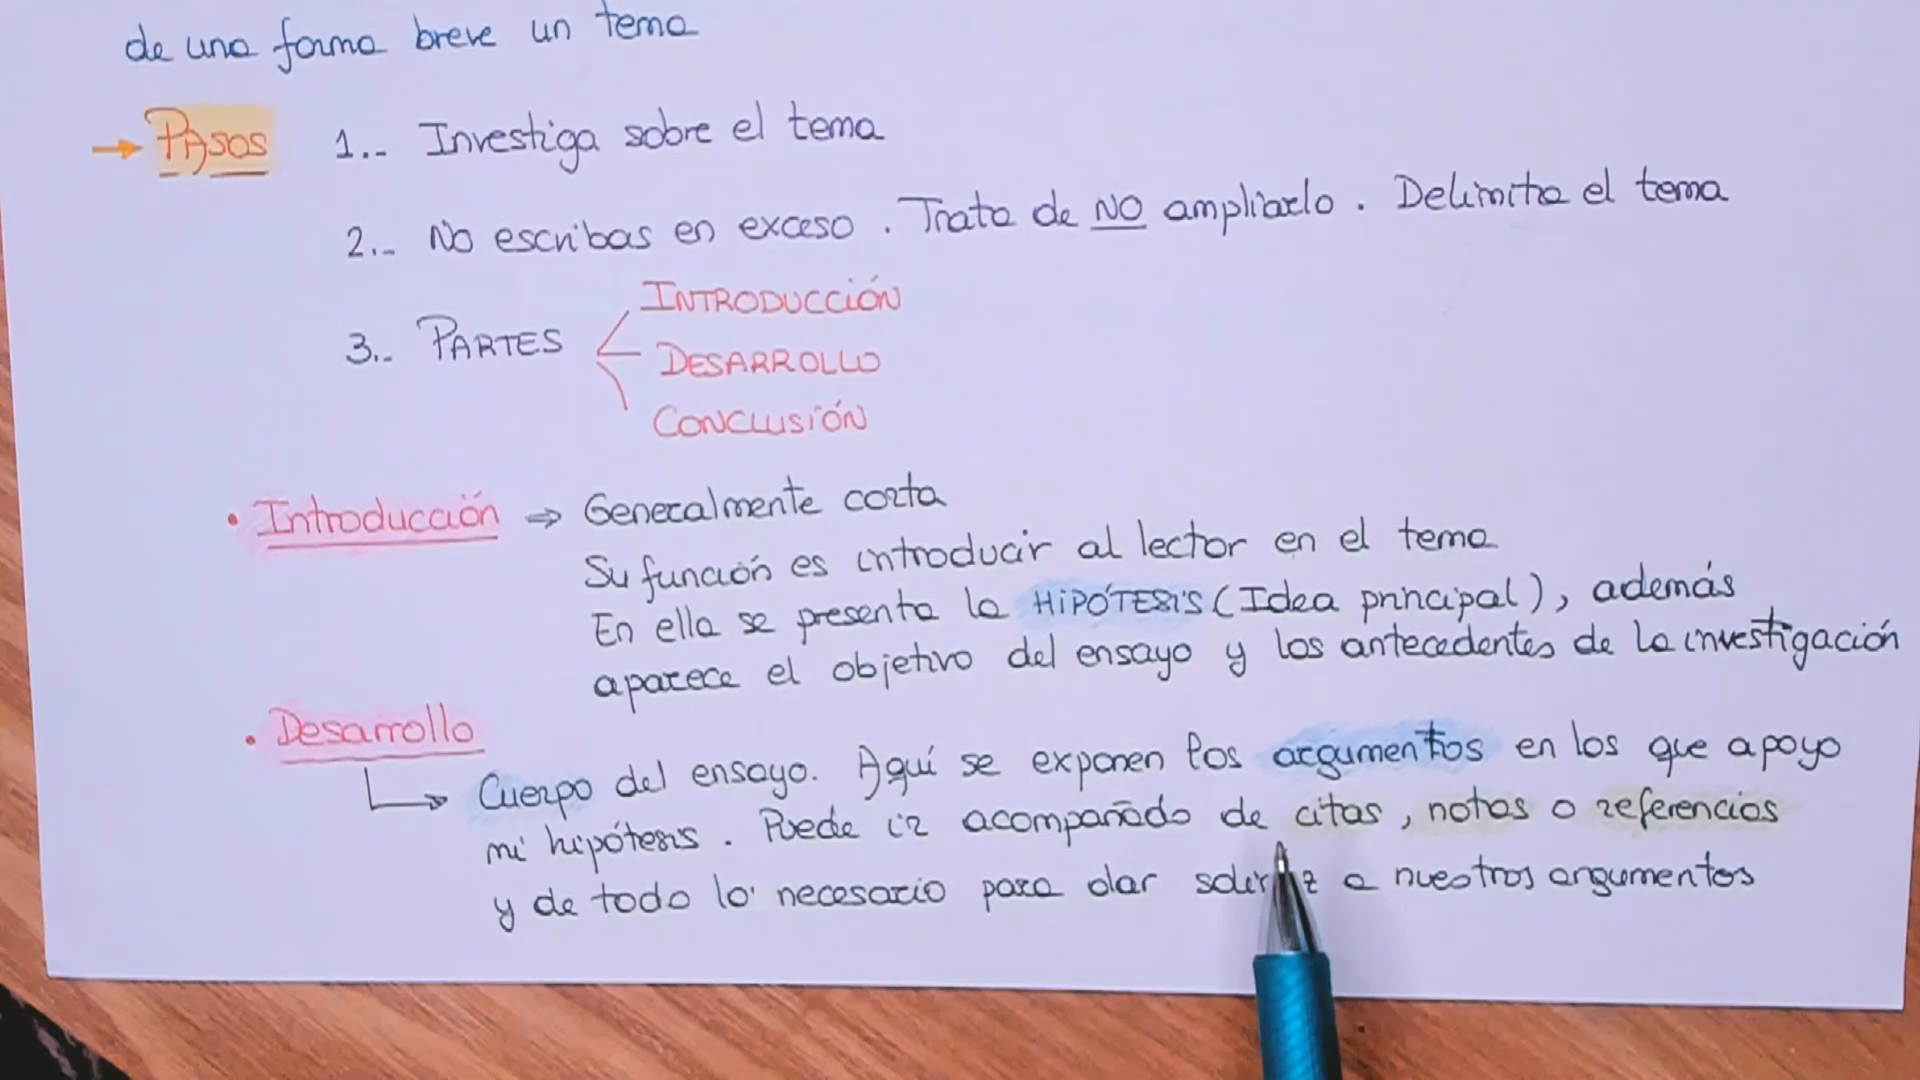 de una forma breve un tema
→ PASOS 1.- Investiga sobre el tema
2.- No escribas en exceso. Trata de NO ampliarlo. Delimita el tema
3.- PARTES
INTRODUCCIÓN
DESARROLLO
CONCLUSIÓN
• Introducción ⇒ Generalmente corta
Su función es introducir al lector en el tema
En ella se presenta la HIPÓTESIS (Idea principal), además
aparece el objetivo del ensayo y los antecedentes de la investigación
• Desarrollo
Cuerpo del ensayo. Aquí se exponen los argumentos en los que apoyo
mi hipótesis. Puede ir acompañado de citas, notas o referencias
y de todo lo necesario para dar a nuestros argumentos